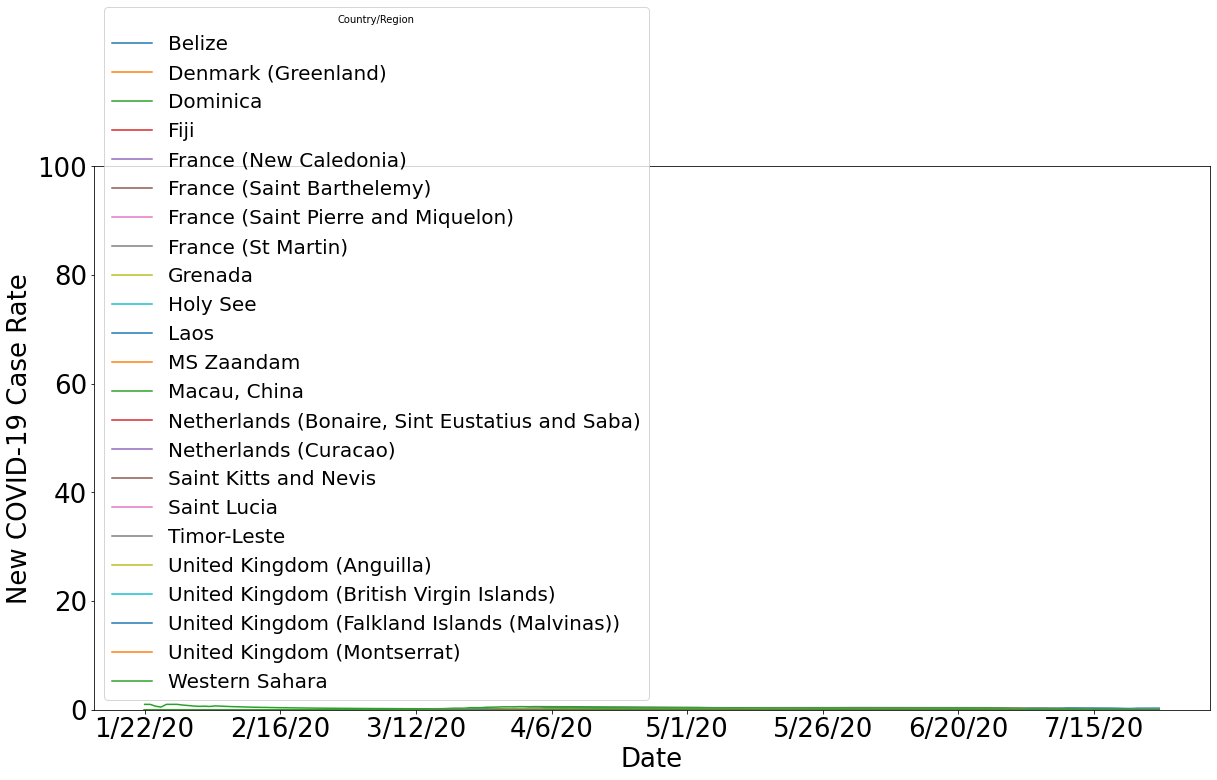 Country/Region
Belize
Denmark (Greenland)
Dominica
Fiji
France (New Caledonia)
France (Saint Barthelemy)
France (Saint Pierre and Miquelon)
France (St Martin)
Grenada
Holy See
Laos
MS Zaandam
Macau, China
Netherlands (Bonaire, Sint Eustatius and Saba)
Netherlands (Curacao)
Saint Kitts and Nevis
Saint Lucia
Timor-Leste
United Kingdom (Anguilla)
United Kingdom (British Virgin Islands)
United Kingdom (Falkland Islands (Malvinas))
United Kingdom (Montserrat)
Western Sahara
New COVID-19 Case Rate
100
80
60
40
20
0
1/22/20 2/16/20 3/12/20 4/6/20 5/1/20 5/26/20 6/20/20 7/15/20
Date